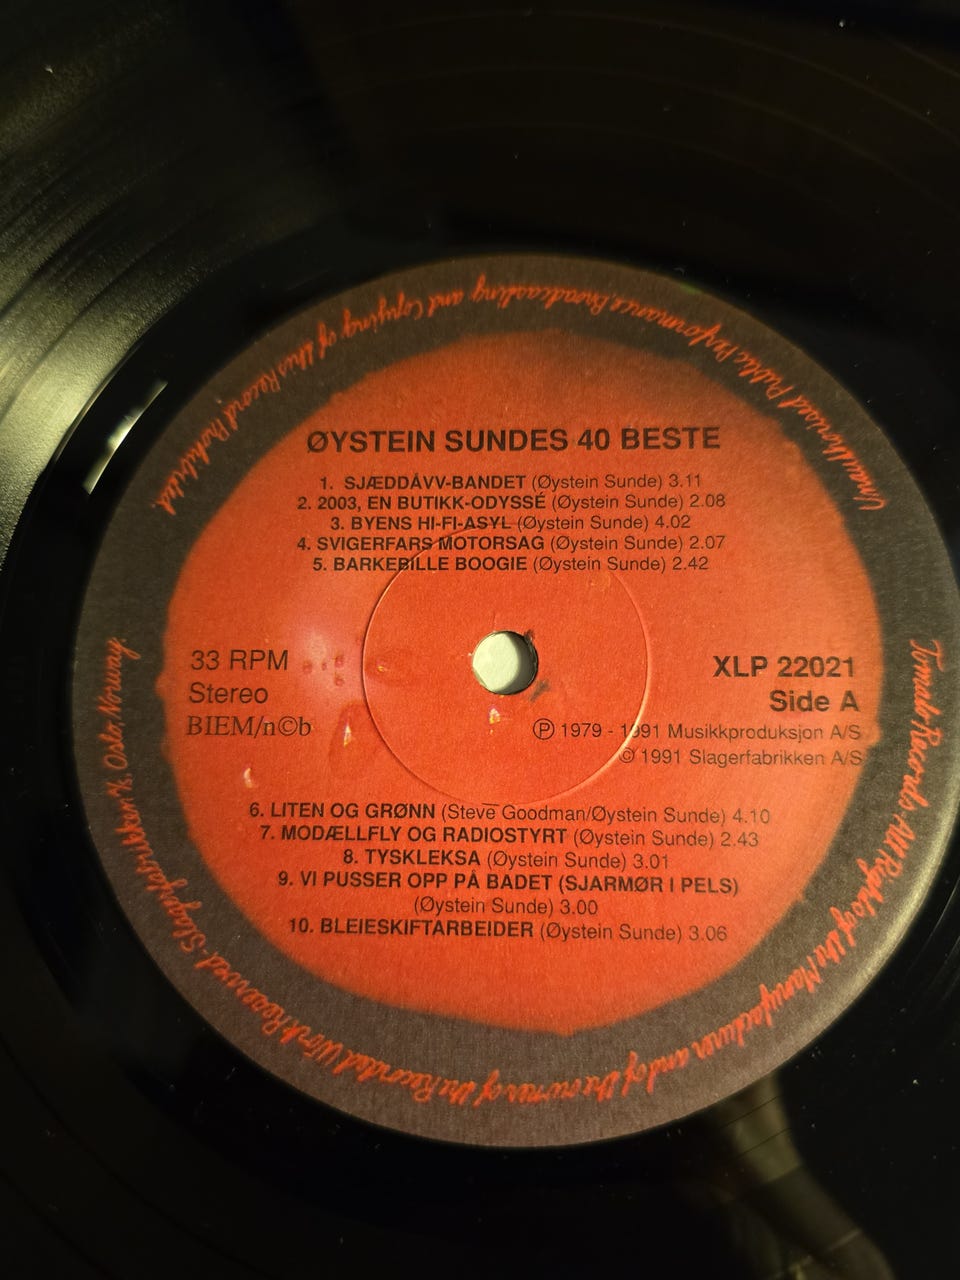 ØYSTEIN SUNDES 40 BESTE
1. SJÆDDÅVV-BANDET (Øystein Sunde) 3.11
2. 2003, EN BUTIKK-ODYSSÉ (Øystein Sunde) 2.08
3. BYENS HI-FI-ASYL (Øystein Sunde) 4.02
4. SVIGERFARS MOTORSAG (Øystein Sunde) 2.07
5. BARKEBILLE BOOGIE (Øystein Sunde) 2.42
33 RPM
Stereo
BIEM/n©b
XLP 22021
Side A
℗ 1979 - 1991 Musikkproduksjon A/S
© 1991 Slagerfabrikken A/S
6. LITEN OG GRØNN (Steve Goodman/Øystein Sunde) 4.10
7. MODÆLLFLY OG RADIOSTYRT (Øystein Sunde) 2.43
8. TYSKLEKSA (Øystein Sunde) 3.01
9. VI PUSSER OPP PÅ BADET (SJARMØR I PELS)
(Øystein Sunde) 3.00
10. BLEIESKIFTARBEIDER (Øystein Sunde) 3.06
Tornado Records. All Rights of the Manufacturer and of the owner of the Recorded Work Reserved. Slagerfabrikken A/S, Oslo, Norway.
Unauthorised Public Performance, Broadcasting and Copying of this Record Prohibited.